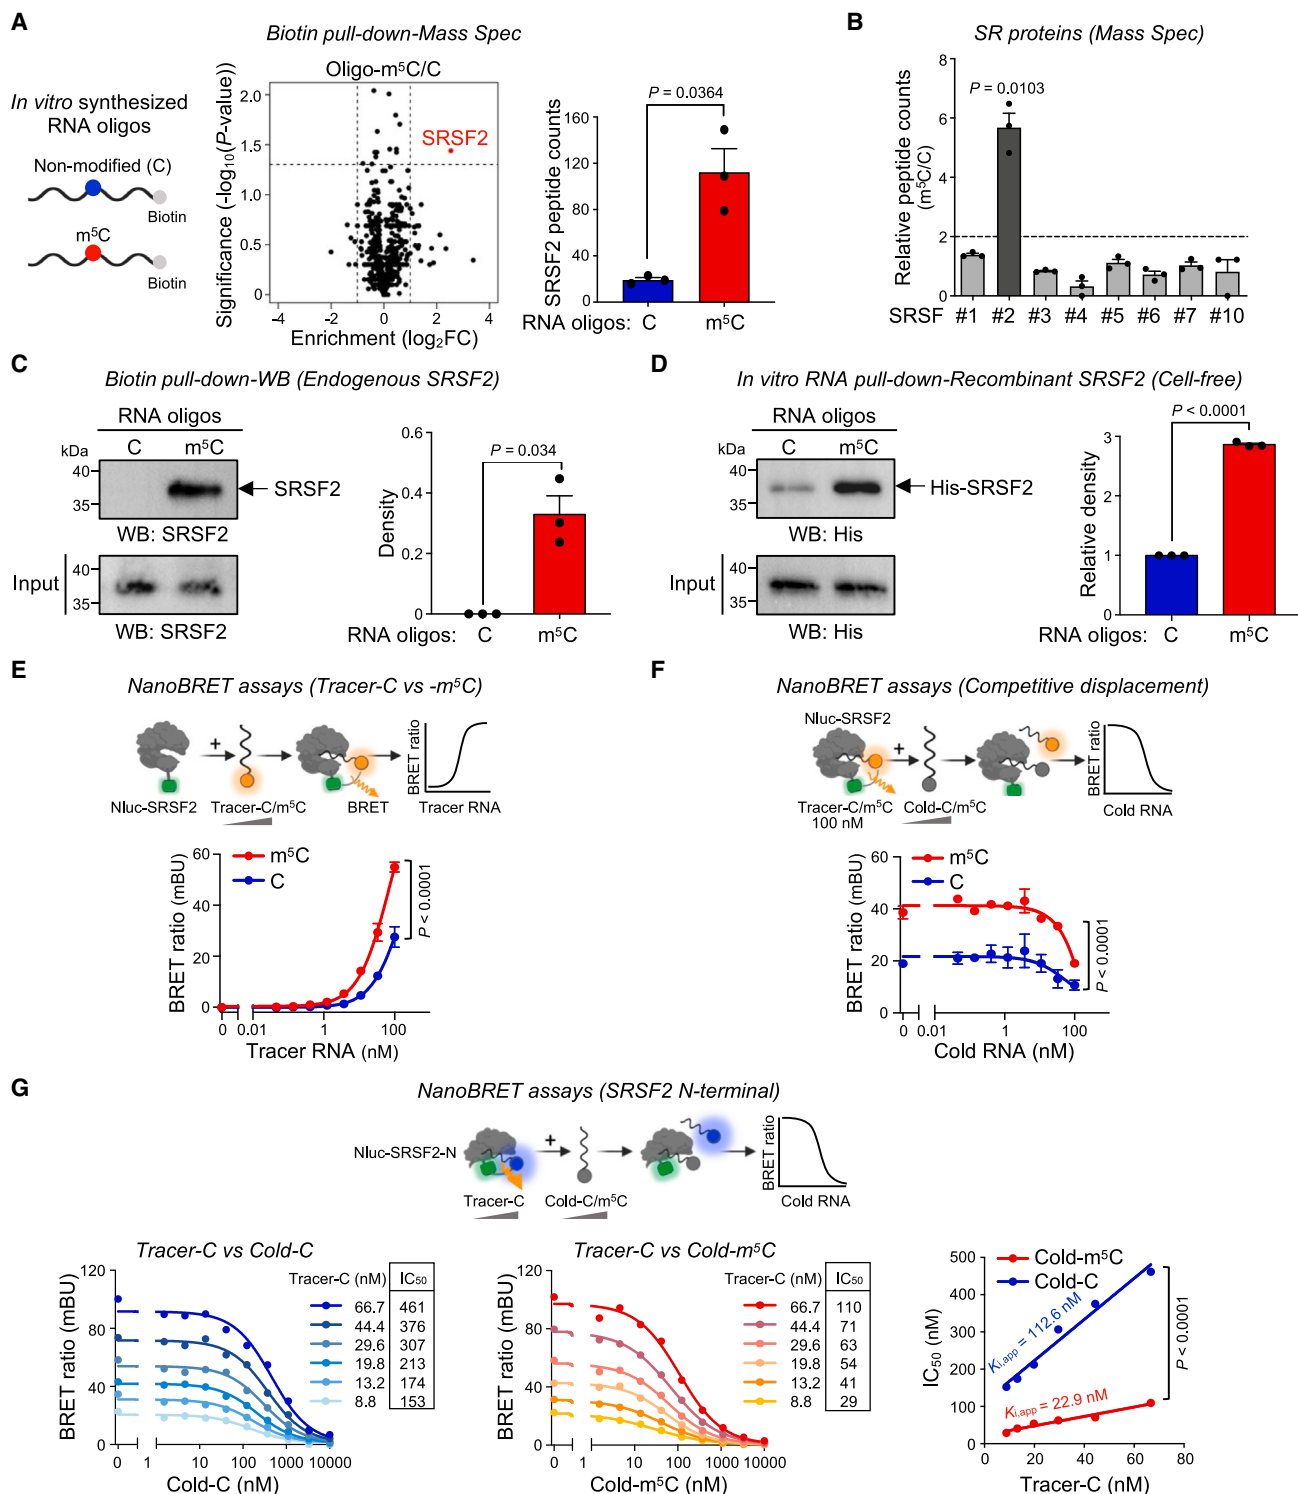 A
Biotin pull-down-Mass Spec
In vitro synthesized
RNA oligos
Non-modified (C)
Biotin
m⁵C
Biotin
Oligo-m⁵C/C
Significance (-log₁₀(P-value))
2.0
1.5
1.0
0.5
0
SRSF2
−4 −2 0 2 4
Enrichment (log₂FC)
P = 0.0364
SRSF2 peptide counts
160
120
80
40
0
RNA oligos: C m⁵C
B
SR proteins (Mass Spec)
Relative peptide counts
(m⁵C/C)
8
6
4
2
0
P = 0.0103
SRSF #1 #2 #3 #4 #5 #6 #7 #10
C
Biotin pull-down-WB (Endogenous SRSF2)
RNA oligos
kDa C m⁵C
40
35
SRSF2
WB: SRSF2
Input
40
35
WB: SRSF2
Density
0.6
0.4
0.2
0
P = 0.034
RNA oligos: C m⁵C
D
In vitro RNA pull-down-Recombinant SRSF2 (Cell-free)
RNA oligos
kDa C m⁵C
40
35
His-SRSF2
WB: His
Input
40
35
WB: His
P < 0.0001
Relative density
3
2
1
0
RNA oligos: C m⁵C
E
NanoBRET assays (Tracer-C vs -m⁵C)
+
Nluc-SRSF2
Tracer-C/m⁵C
BRET
BRET ratio
Tracer RNA
BRET ratio (mBU)
60
40
20
0
m⁵C
C
P < 0.0001
0 0.01 1 100
Tracer RNA (nM)
F
NanoBRET assays (Competitive displacement)
Nluc-SRSF2
+
Tracer-C/m⁵C
100 nM
Cold-C/m⁵C
BRET ratio
Cold RNA
BRET ratio (mBU)
60
40
20
0
m⁵C
C
P < 0.0001
0 0.01 1 100
Cold RNA (nM)
G
NanoBRET assays (SRSF2 N-terminal)
Nluc-SRSF2-N
+
Tracer-C
Cold-C/m⁵C
BRET ratio
Cold RNA
Tracer-C vs Cold-C
BRET ratio (mBU)
120
80
40
0
Tracer-C (nM) IC₅₀
66.7 461
44.4 376
29.6 307
19.8 213
13.2 174
8.8 153
0 1 10 100 1000 10000
Cold-C (nM)
Tracer-C vs Cold-m⁵C
BRET ratio (mBU)
120
80
40
0
Tracer-C (nM) IC₅₀
66.7 110
44.4 71
29.6 63
19.8 54
13.2 41
8.8 29
0 1 10 100 1000 10000
Cold-m⁵C (nM)
IC₅₀ (nM)
500
400
300
200
100
0
Cold-m⁵C
Cold-C
Ki,app = 112.6 nM
Ki,app = 22.9 nM
P < 0.0001
0 20 40 60 80
Tracer-C (nM)